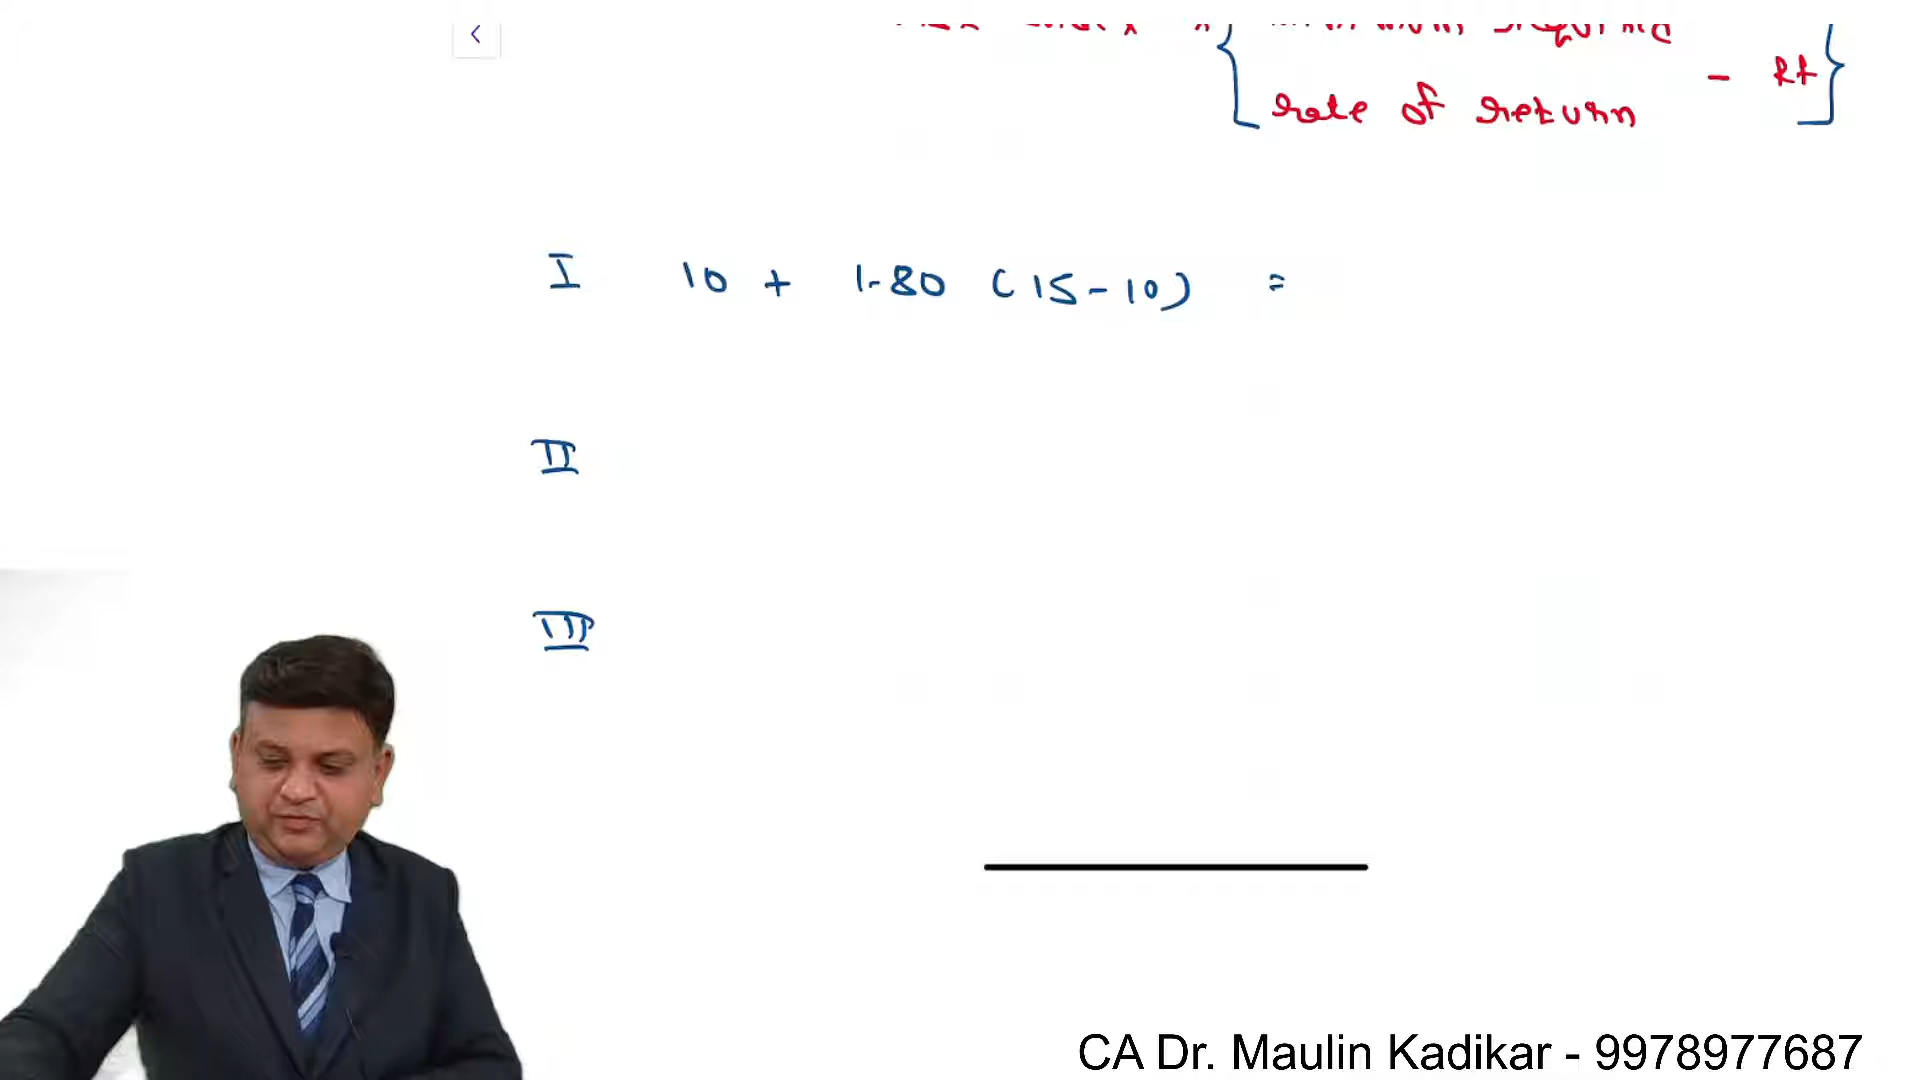 rate of return - Rf
I 10 + 1.80 (15-10) =
II
III
CA Dr. Maulin Kadikar - 9978977687